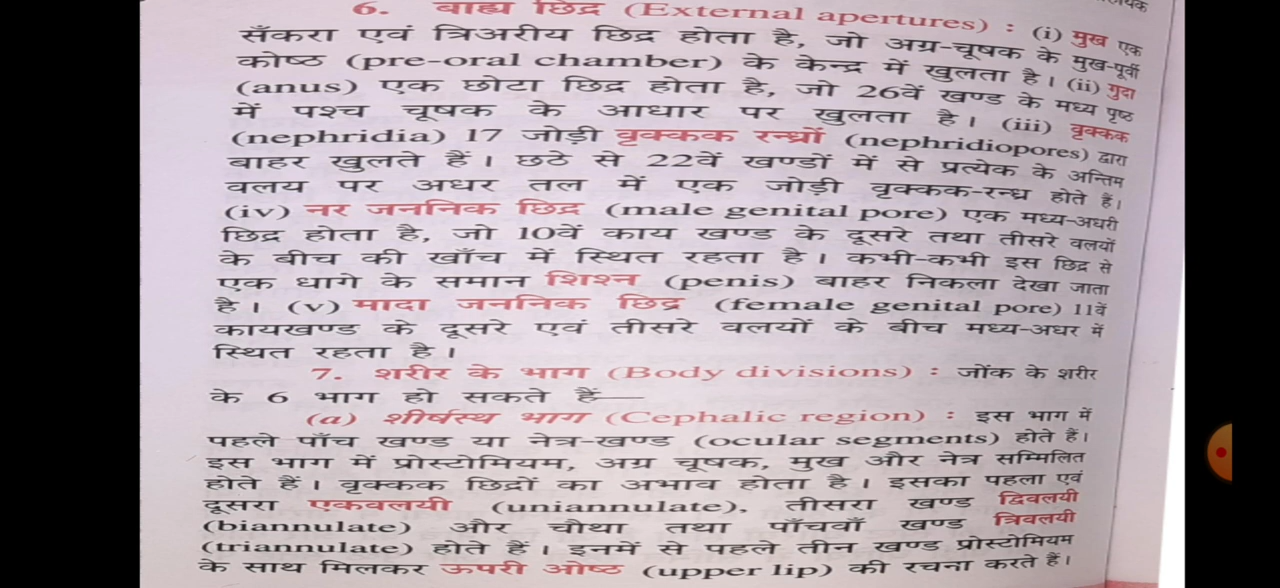 6. बाह्य छिद्र (External apertures) : (i) मुख एक
सँकरा एवं त्रिअरीय छिद्र होता है, जो अग्र-चूषक के मुख-पूर्वी
कोष्ठ (pre-oral chamber) के केन्द्र में खुलता है। (ii) गुदा
(anus) एक छोटा छिद्र होता है, जो 26वें खण्ड के मध्य पृष्ठ
में पश्च चूषक के आधार पर खुलता है। (iii) वृक्कक
(nephridia) 17 जोड़ी वृक्कक रन्ध्रों (nephridiopores) द्वारा
बाहर खुलते हैं। छठे से 22वें खण्डों में से प्रत्येक के अन्तिम
वलय पर अधर तल में एक जोड़ी वृक्कक-रन्ध्र होते हैं।
(iv) नर जननिक छिद्र (male genital pore) एक मध्य-अधरी
छिद्र होता है, जो 10वें काय खण्ड के दूसरे तथा तीसरे वलयों
के बीच की खाँच में स्थित रहता है। कभी-कभी इस छिद्र से
एक धागे के समान शिश्न (penis) बाहर निकला देखा जाता
है। (v) मादा जननिक छिद्र (female genital pore) 11वें
कायखण्ड के दूसरे एवं तीसरे वलयों के बीच मध्य-अधर में
स्थित रहता है।
7. शरीर के भाग (Body divisions) : जोंक के शरीर
के 6 भाग हो सकते हैं—
(a) शीर्षस्थ भाग (Cephalic region) : इस भाग में
पहले पाँच खण्ड या नेत्र-खण्ड (ocular segments) होते हैं।
इस भाग में प्रोस्टोमियम, अग्र चूषक, मुख और नेत्र सम्मिलित
होते हैं। वृक्कक छिद्रों का अभाव होता है। इसका पहला एवं
दूसरा एकवलयी (uniannulate), तीसरा खण्ड द्विवलयी
(biannulate) और चौथा तथा पाँचवाँ खण्ड त्रिवलयी
(triannulate) होते हैं। इनमें से पहले तीन खण्ड प्रोस्टोमियम
के साथ मिलकर ऊपरी ओष्ठ (upper lip) की रचना करते हैं।